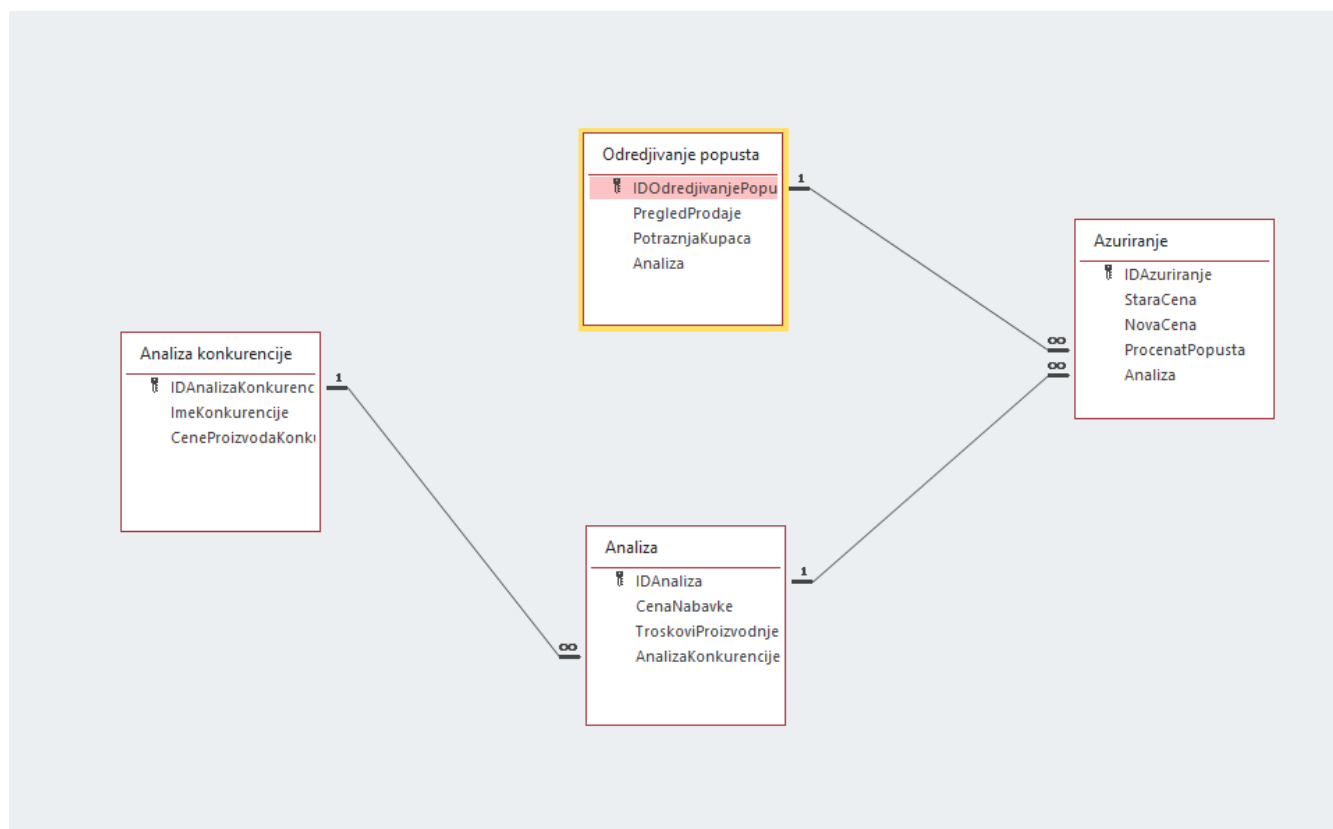 Odredjivanje popusta
IDOdredjivanjePopu
PregledProdaje
PotraznjaKupaca
Analiza
1
Azuriranje
IDAzuriranje
StaraCena
NovaCena
ProcenatPopusta
Analiza
∞
∞
Analiza konkurencije
IDAnalizaKonkurenc
ImeKonkurencije
CeneProizvodaKonku
1
Analiza
IDAnaliza
CenaNabavke
TroskoviProizvodnje
AnalizaKonkurencije
1
∞